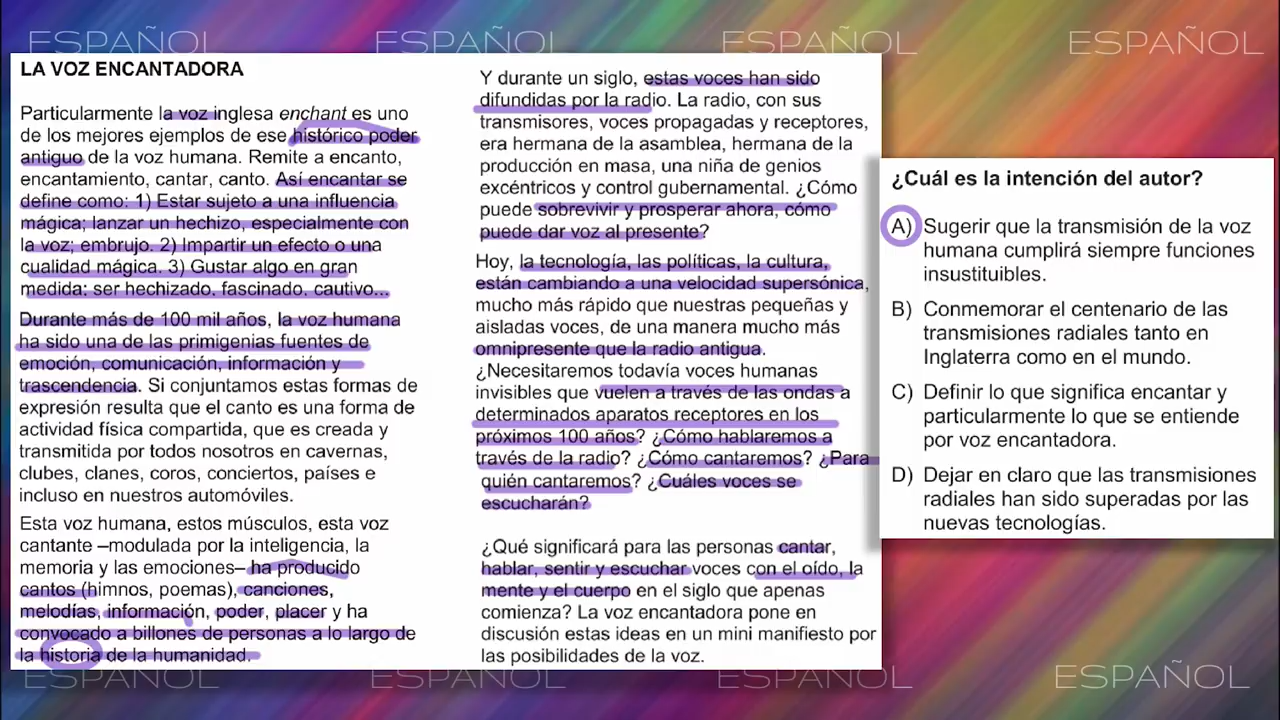 ESPAÑOL ESPAÑOL ESPAÑOL ESPAÑOL
LA VOZ ENCANTADORA
Particularmente la voz inglesa enchant es uno
de los mejores ejemplos de ese histórico poder
antiguo de la voz humana. Remite a encanto,
encantamiento, cantar, canto. Así encantar se
define como: 1) Estar sujeto a una influencia
mágica; lanzar un hechizo, especialmente con
la voz; embrujo. 2) Impartir un efecto o una
cualidad mágica. 3) Gustar algo en gran
medida; ser hechizado, fascinado, cautivo...
Durante más de 100 mil años, la voz humana
ha sido una de las primigenias fuentes de
emoción, comunicación, información y
trascendencia. Si conjuntamos estas formas de
expresión resulta que el canto es una forma de
actividad física compartida, que es creada y
transmitida por todos nosotros en cavernas,
clubes, clanes, coros, conciertos, países e
incluso en nuestros automóviles.
Esta voz humana, estos músculos, esta voz
cantante –modulada por la inteligencia, la
memoria y las emociones– ha producido
cantos (himnos, poemas), canciones,
melodías, información, poder, placer y ha
convocado a billones de personas a lo largo de
la historia de la humanidad.
Y durante un siglo, estas voces han sido
difundidas por la radio. La radio, con sus
transmisores, voces propagadas y receptores,
era hermana de la asamblea, hermana de la
producción en masa, una niña de genios
excéntricos y control gubernamental. ¿Cómo
puede sobrevivir y prosperar ahora, cómo
puede dar voz al presente?
Hoy, la tecnología, las políticas, la cultura,
están cambiando a una velocidad supersónica,
mucho más rápido que nuestras pequeñas y
aisladas voces, de una manera mucho más
omnipresente que la radio antigua.
¿Necesitaremos todavía voces humanas
invisibles que vuelen a través de las ondas a
determinados aparatos receptores en los
próximos 100 años? ¿Cómo hablaremos a
través de la radio? ¿Cómo cantaremos? ¿Para
quién cantaremos? ¿Cuáles voces se
escucharán?
¿Qué significará para las personas cantar,
hablar, sentir y escuchar voces con el oído, la
mente y el cuerpo en el siglo que apenas
comienza? La voz encantadora pone en
discusión estas ideas en un mini manifiesto por
las posibilidades de la voz.
¿Cuál es la intención del autor?
A) Sugerir que la transmisión de la voz
humana cumplirá siempre funciones
insustituibles.
B) Conmemorar el centenario de las
transmisiones radiales tanto en
Inglaterra como en el mundo.
C) Definir lo que significa encantar y
particularmente lo que se entiende
por voz encantadora.
D) Dejar en claro que las transmisiones
radiales han sido superadas por las
nuevas tecnologías.
ESPAÑOL ESPAÑOL ESPAÑOL ESPAÑOL